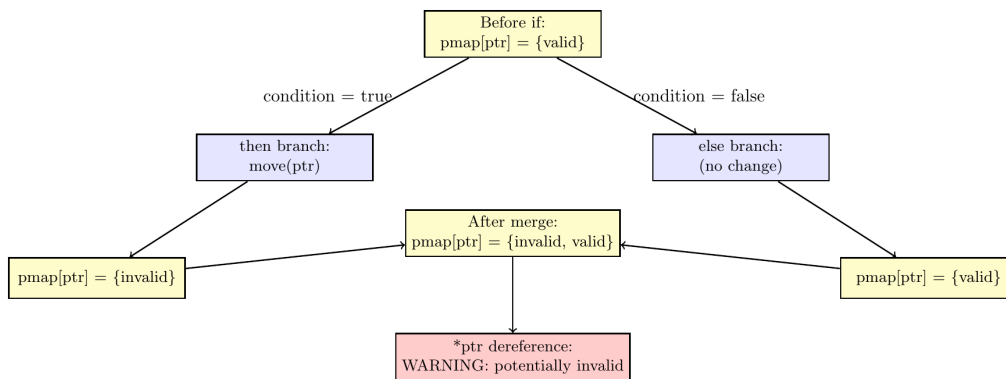 Before if:
pmap[ptr] = {valid}
condition = true
condition = false
then branch:
move(ptr)
else branch:
(no change)
After merge:
pmap[ptr] = {invalid, valid}
pmap[ptr] = {invalid}
pmap[ptr] = {valid}
*ptr dereference:
WARNING: potentially invalid